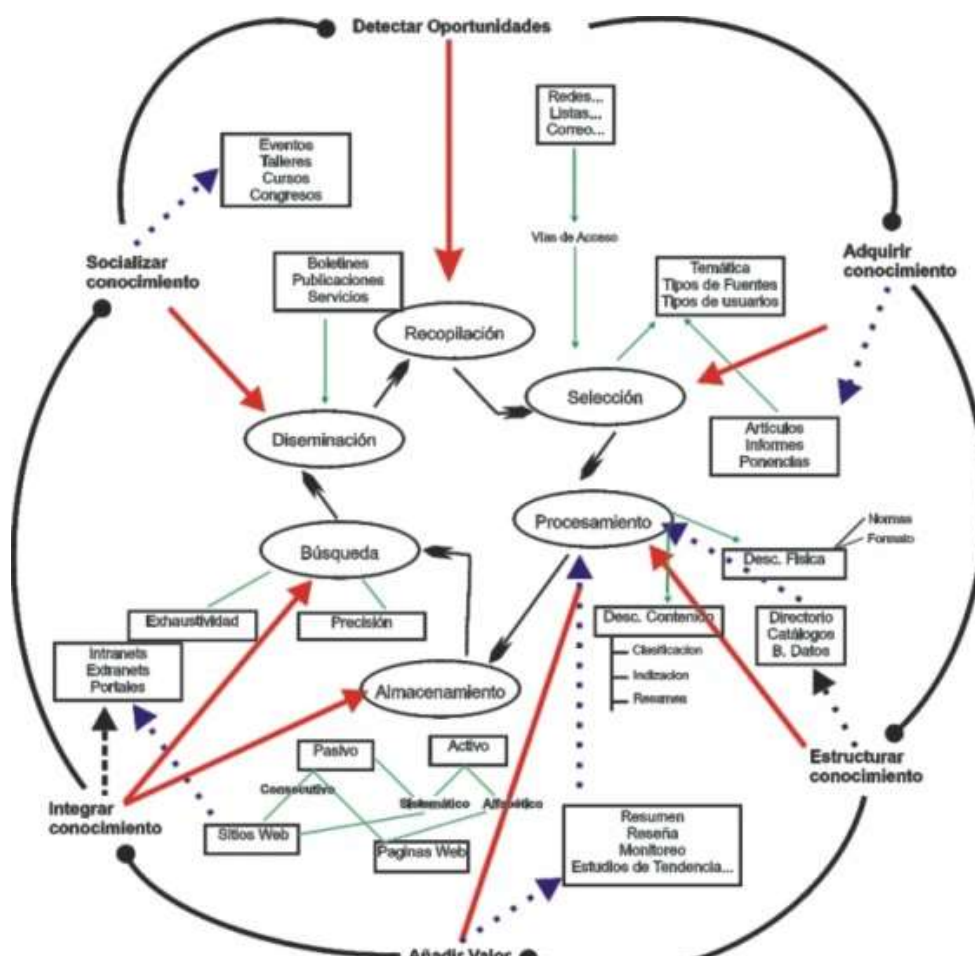 Detectar Oportunidades
Redes...
Listas...
Correo...
Eventos
Talleres
Cursos
Congresos
Vías de Acceso
Socializar
conocimiento
Boletines
Publicaciones
Servicios
Temática
Tipos de Fuentes
Tipos de usuarios
Adquirir
conocimiento
Recopilación
Selección
Diseminación
Artículos
Informes
Ponencias
Procesamiento
Normas
Formato
Búsqueda
Desc. Física
Exhaustividad
Precisión
Desc. Contenido
Directorio
Catálogos
B. Datos
Intranets
Extranets
Portales
Clasificacion
Indizacion
Resumes
Almacenamiento
Pasivo
Activo
Estructurar
conocimiento
Consecutivo
Sistemático
Alfabético
Integrar
conocimiento
Sitios Web
Paginas Web
Resumen
Reseña
Monitoreo
Estudios de Tendencia...
Añadir Valor